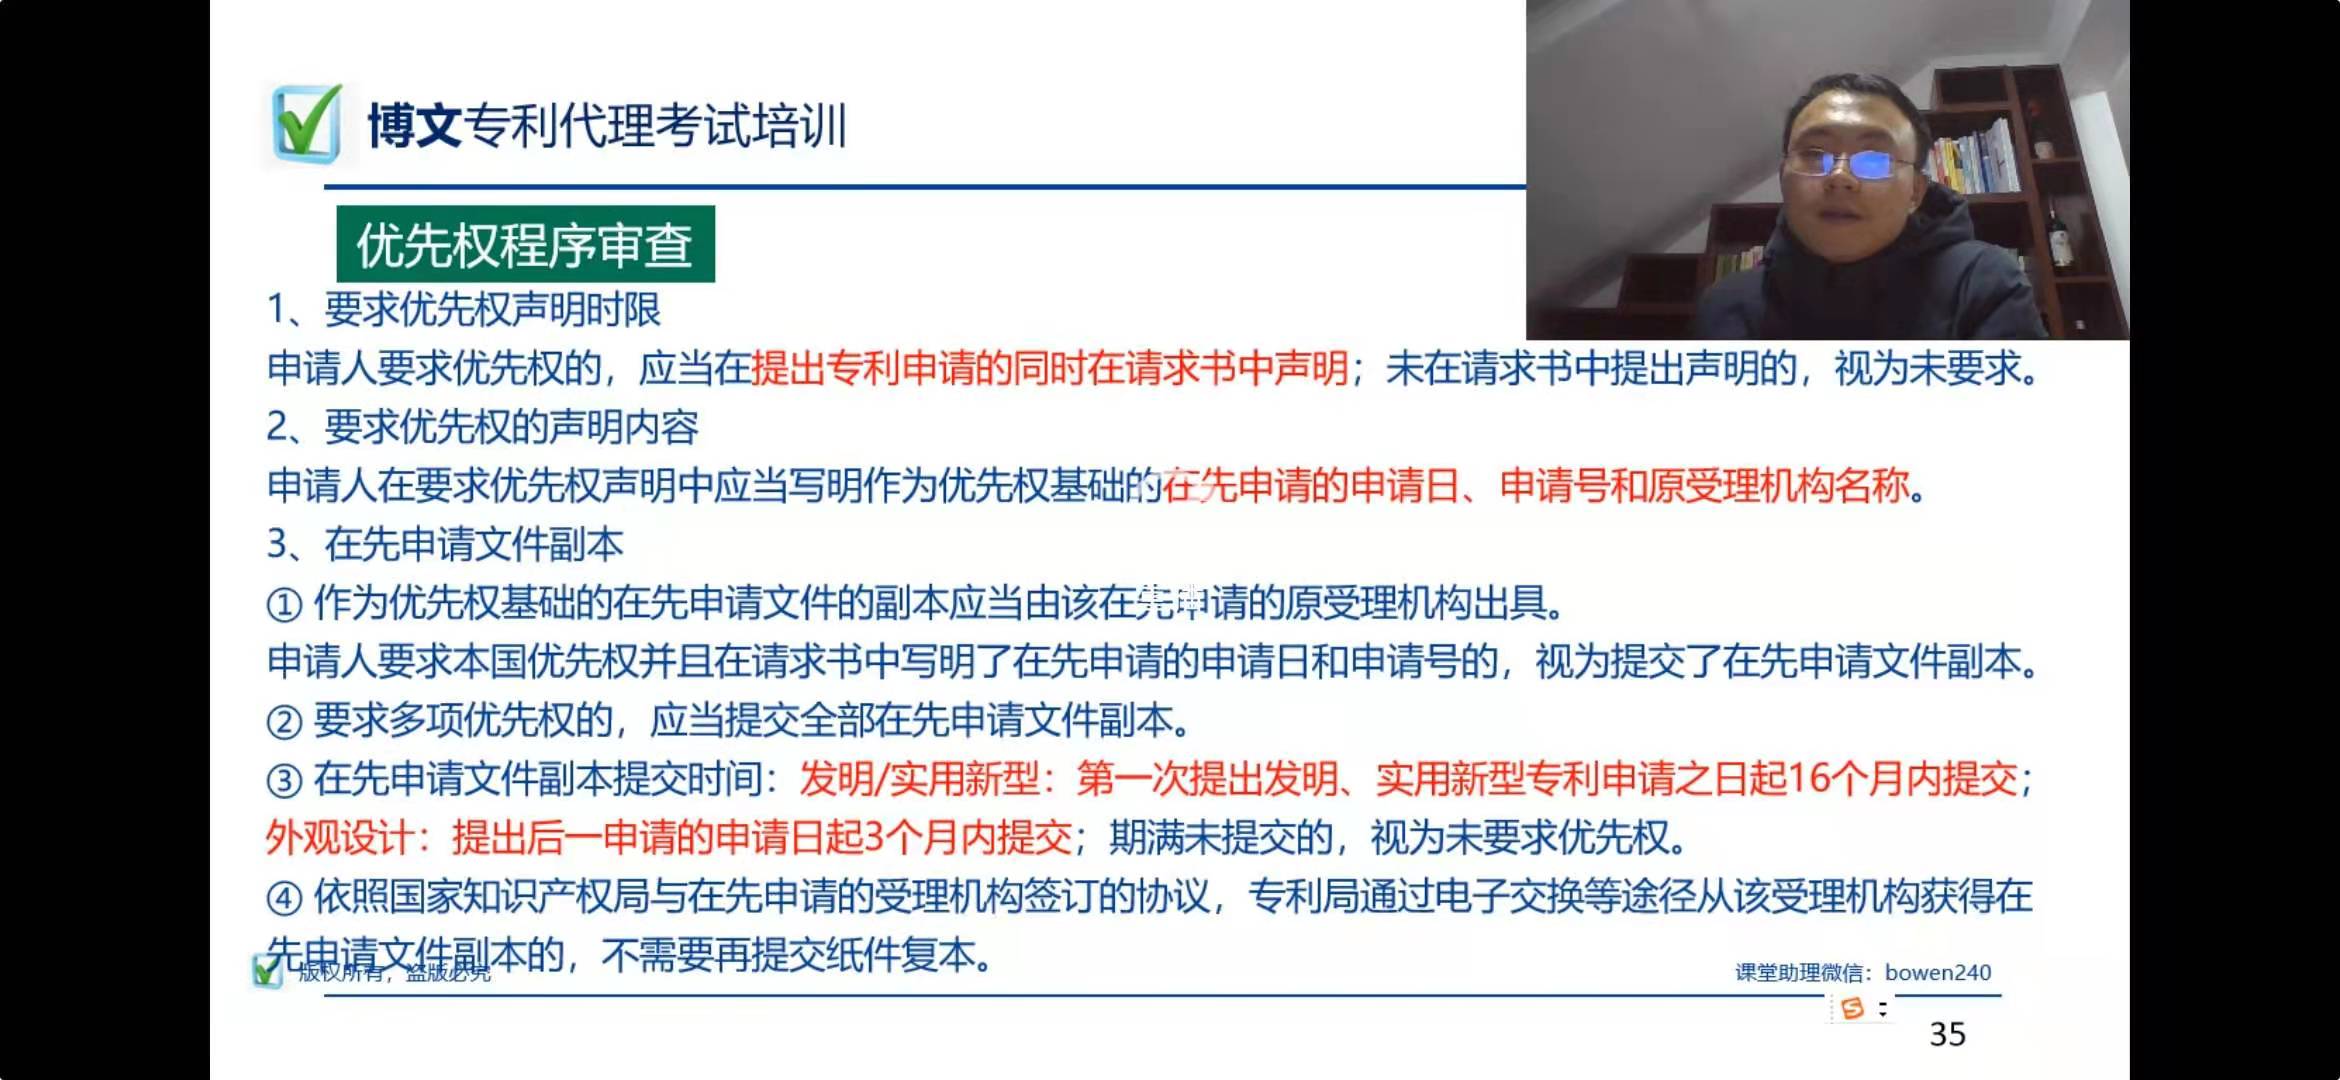 博文专利代理考试培训
优先权程序审查
1、要求优先权声明时限
申请人要求优先权的，应当在提出专利申请的同时在请求书中声明；未在请求书中提出声明的，视为未要求。
2、要求优先权的声明内容
申请人在要求优先权声明中应当写明作为优先权基础的在先申请的申请日、申请号和原受理机构名称。
3、在先申请文件副本
① 作为优先权基础的在先申请文件的副本应当由该在先申请的原受理机构出具。
申请人要求本国优先权并且在请求书中写明了在先申请的申请日和申请号的，视为提交了在先申请文件副本。
② 要求多项优先权的，应当提交全部在先申请文件副本。
③ 在先申请文件副本提交时间：发明/实用新型：第一次提出发明、实用新型专利申请之日起16个月内提交；
外观设计：提出后一申请的申请日起3个月内提交；期满未提交的，视为未要求优先权。
④ 依照国家知识产权局与在先申请的受理机构签订的协议，专利局通过电子交换等途径从该受理机构获得在
先申请文件副本的，不需要再提交纸件复本。
版权所有，盗版必究
课堂助理微信：bowen240
35